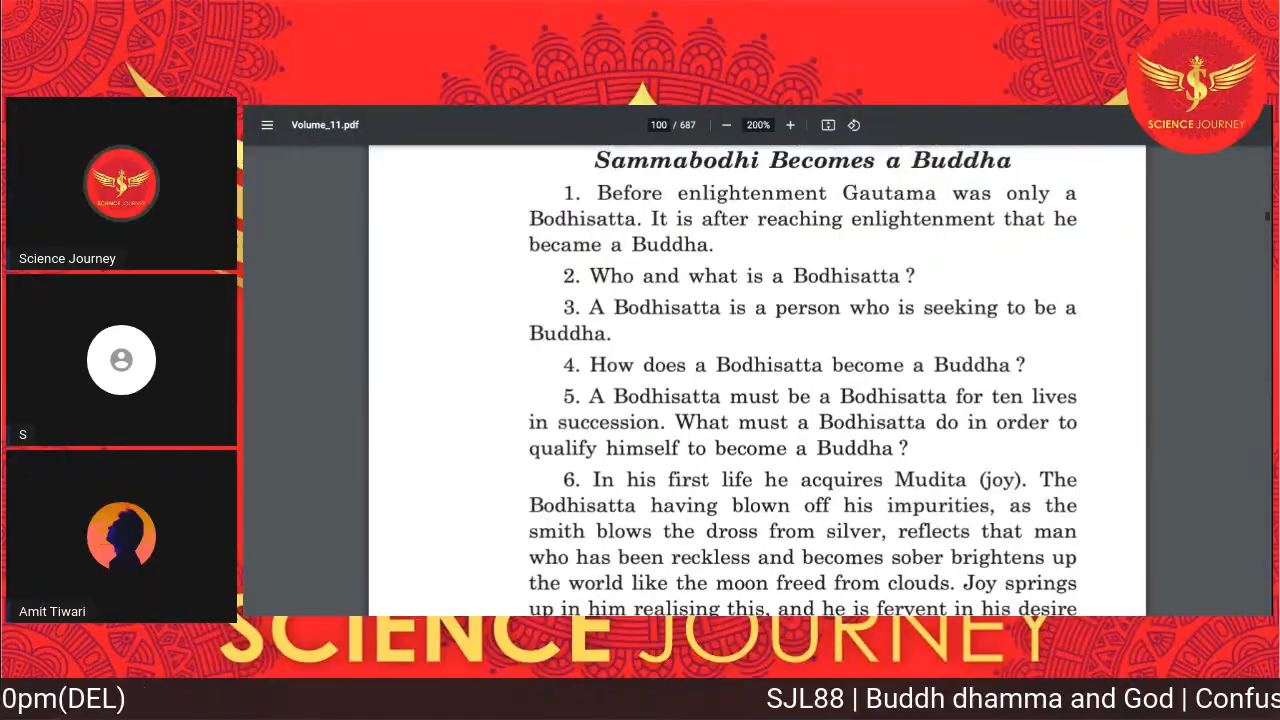 SCIENCE JOURNEY
Volume_11.pdf
100 / 687
200%
SCIENCE JOURNEY
Science Journey
S
Amit Tiwari
Sammabodhi Becomes a Buddha
1. Before enlightenment Gautama was only a
Bodhisatta. It is after reaching enlightenment that he
became a Buddha.
2. Who and what is a Bodhisatta ?
3. A Bodhisatta is a person who is seeking to be a
Buddha.
4. How does a Bodhisatta become a Buddha ?
5. A Bodhisatta must be a Bodhisatta for ten lives
in succession. What must a Bodhisatta do in order to
qualify himself to become a Buddha ?
6. In his first life he acquires Mudita (joy). The
Bodhisatta having blown off his impurities, as the
smith blows the dross from silver, reflects that man
who has been reckless and becomes sober brightens up
the world like the moon freed from clouds. Joy springs
up in him realising this, and he is fervent in his desire
SCIENCE JOURNEY
0pm(DEL)
SJL88 | Buddh dhamma and God | Confus